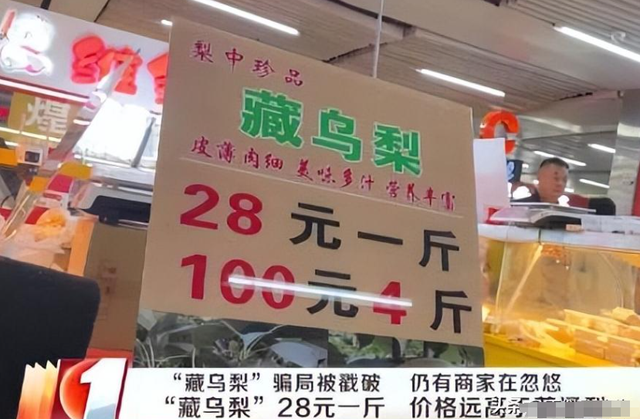 梨中珍品
藏乌梨
皮薄肉细 美味多汁 营养丰富
28元一斤
100元4斤
1
“藏乌梨”骗局被戳破 仍有商家在忽悠
“藏乌梨”28元一斤 价格远离